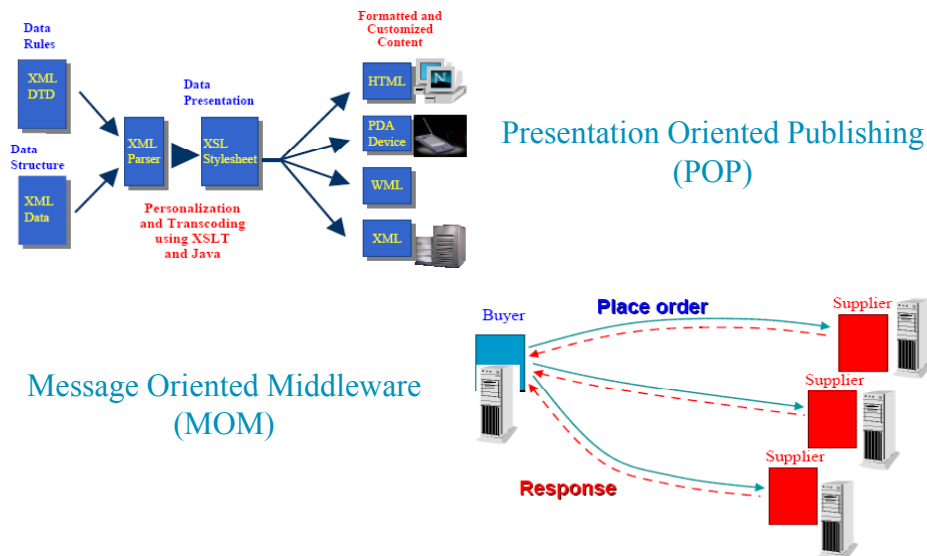 Data
Rules
XML
DTD
Data
Structure
XML
Data
XML
Parser
Data
Presentation
XSL
Stylesheet
Personalization
and Transcoding
using XSLT
and Java
Formatted and
Customized
Content
HTML
PDA
Device
WML
XML
Presentation Oriented Publishing
(POP)
Message Oriented Middleware
(MOM)
Buyer
Place order
Supplier
Supplier
Supplier
Response